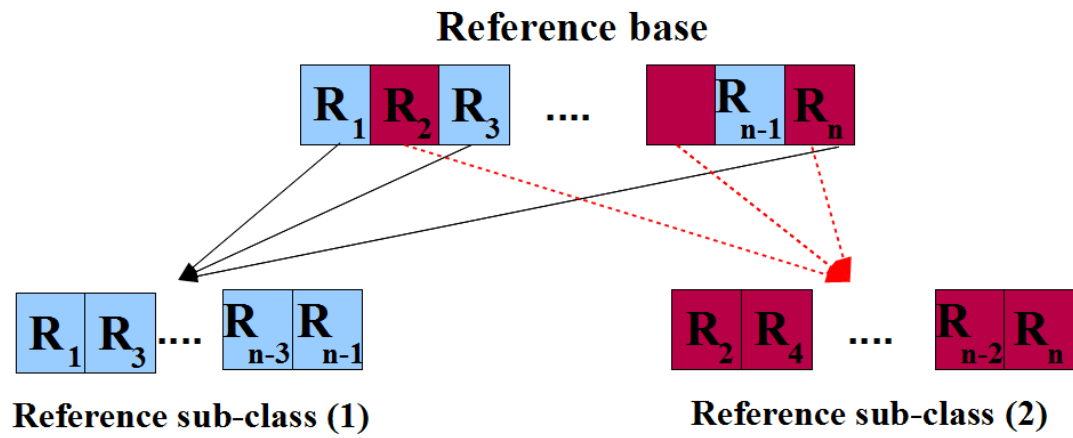 Reference base
R1 R2 R3 .... Rn-1 Rn
R1 R3 .... Rn-3 Rn-1 R2 R4 .... Rn-2 Rn
Reference sub-class (1) Reference sub-class (2)